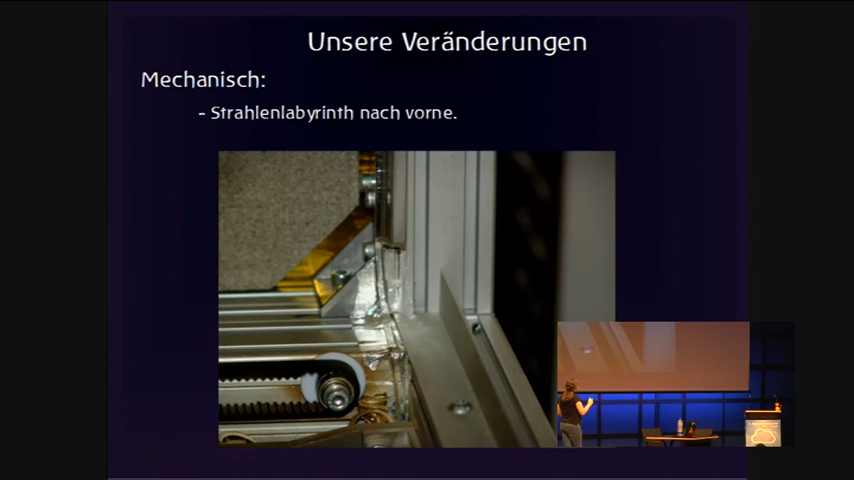 Unsere Veränderungen
Mechanisch:
- Strahlenlabyrinth nach vorne.